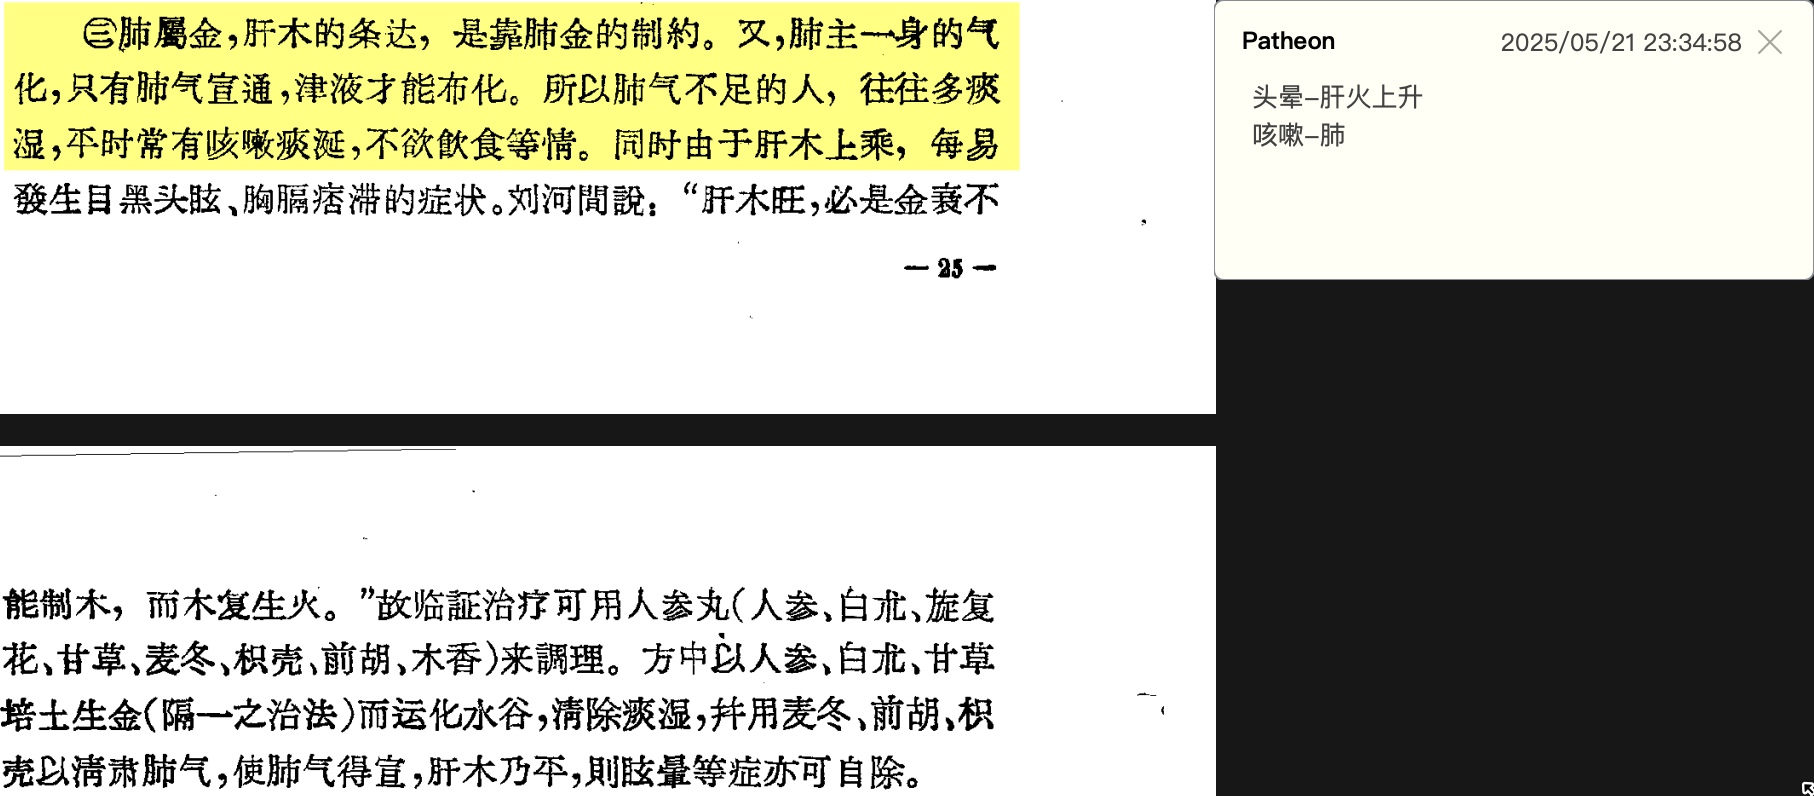 ㊂肺屬金，肝木的条达，是靠肺金的制約。又，肺主一身的气
化，只有肺气宣通，津液才能布化。所以肺气不足的人，往往多痰
湿，平时常有咳嗽痰涎，不欲飲食等情。同时由于肝木上乘，每易
發生目黑头眩、胸膈痞滞的症状。刘河間說：“肝木旺，必是金衰不
— 25 —
Patheon
2025/05/21 23:34:58
头晕–肝火上升
咳嗽–肺
能制木，而木复生火。”故临証治疗可用人参丸（人参、白朮、旋复
花、甘草、麦冬、枳壳、前胡、木香）来調理。方中以人参、白朮、甘草
培土生金（隔一之治法）而运化水谷，清除痰湿，幷用麦冬、前胡、枳
壳以清肃肺气，使肺气得宣，肝木乃平，則眩暈等症亦可自除。